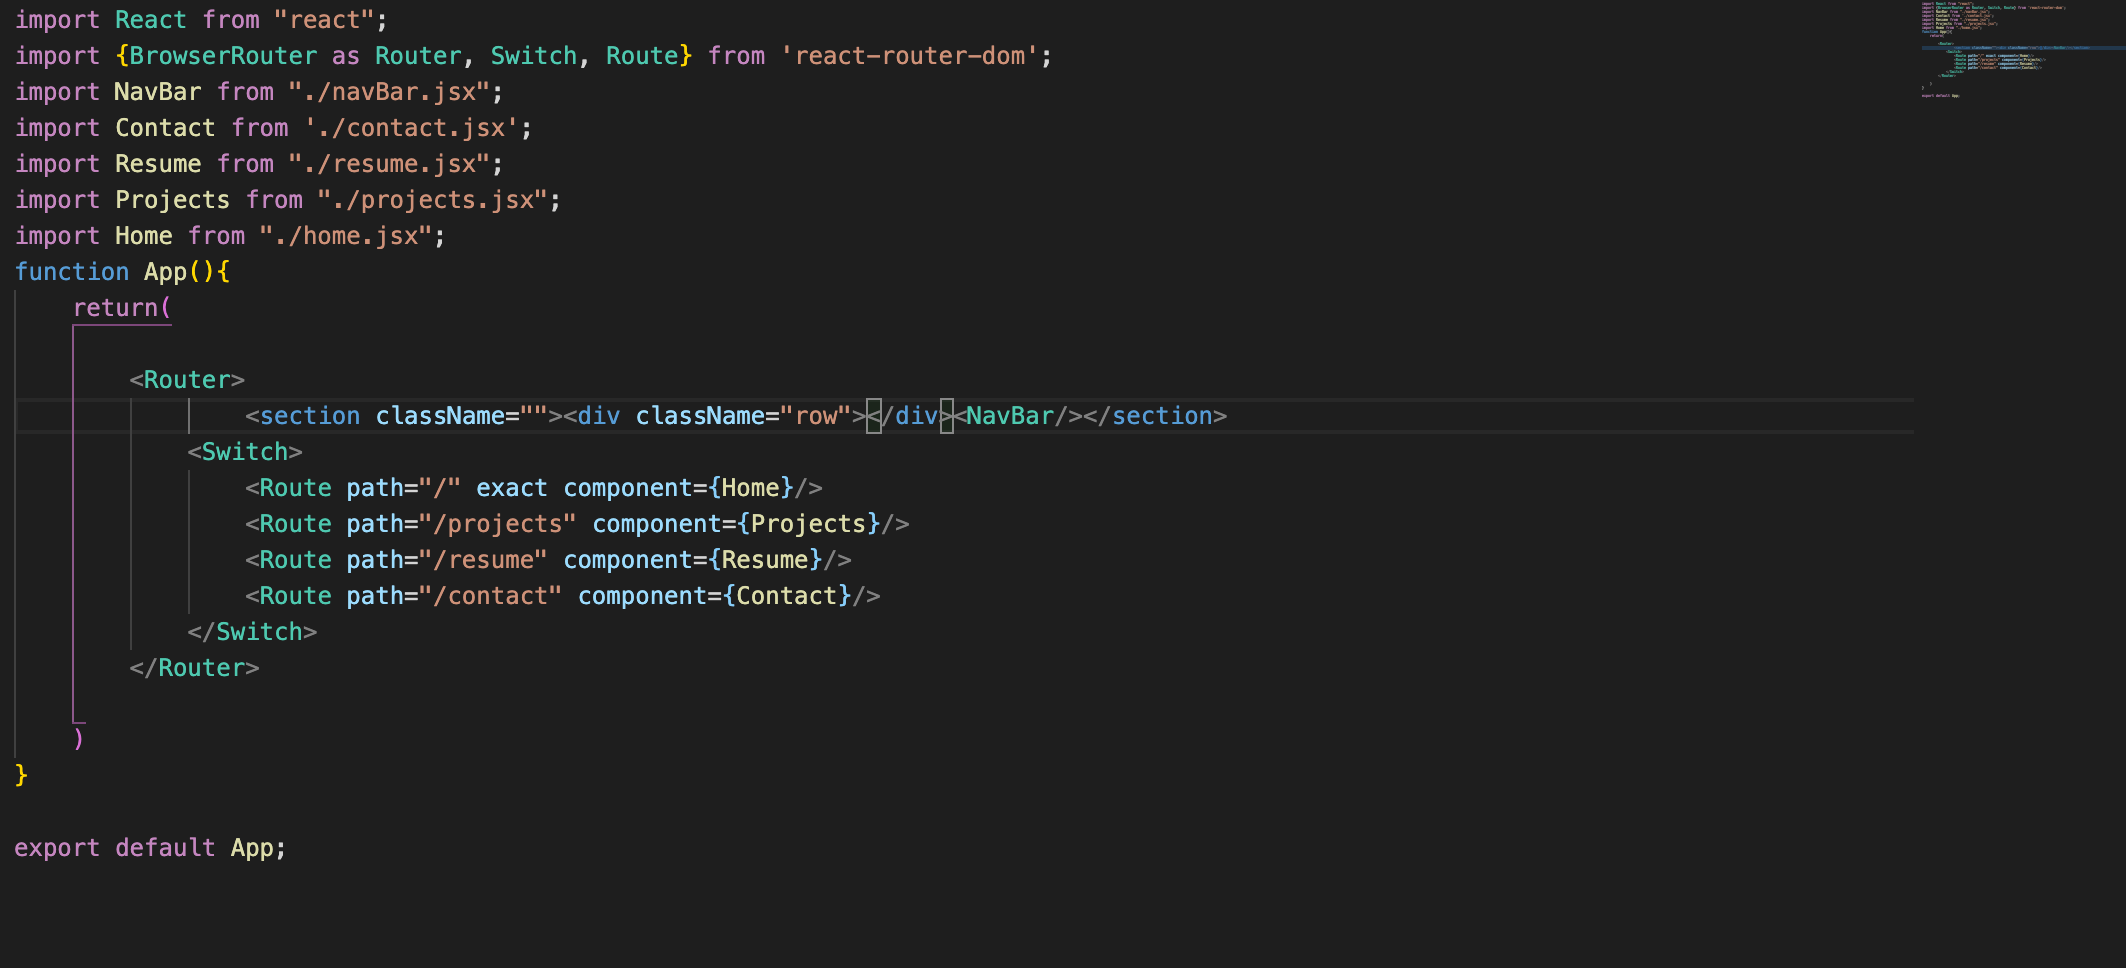 import React from "react";
import {BrowserRouter as Router, Switch, Route} from 'react-router-dom';
import NavBar from "./navBar.jsx";
import Contact from './contact.jsx';
import Resume from "./resume.jsx";
import Projects from "./projects.jsx";
import Home from "./home.jsx";
function App(){
    return(

        <Router>
                <section className=""><div className="row"></div><NavBar/></section>
            <Switch>
                <Route path="/" exact component={Home}/>
                <Route path="/projects" component={Projects}/>
                <Route path="/resume" component={Resume}/>
                <Route path="/contact" component={Contact}/>
            </Switch>
        </Router>

    )
}

export default App;